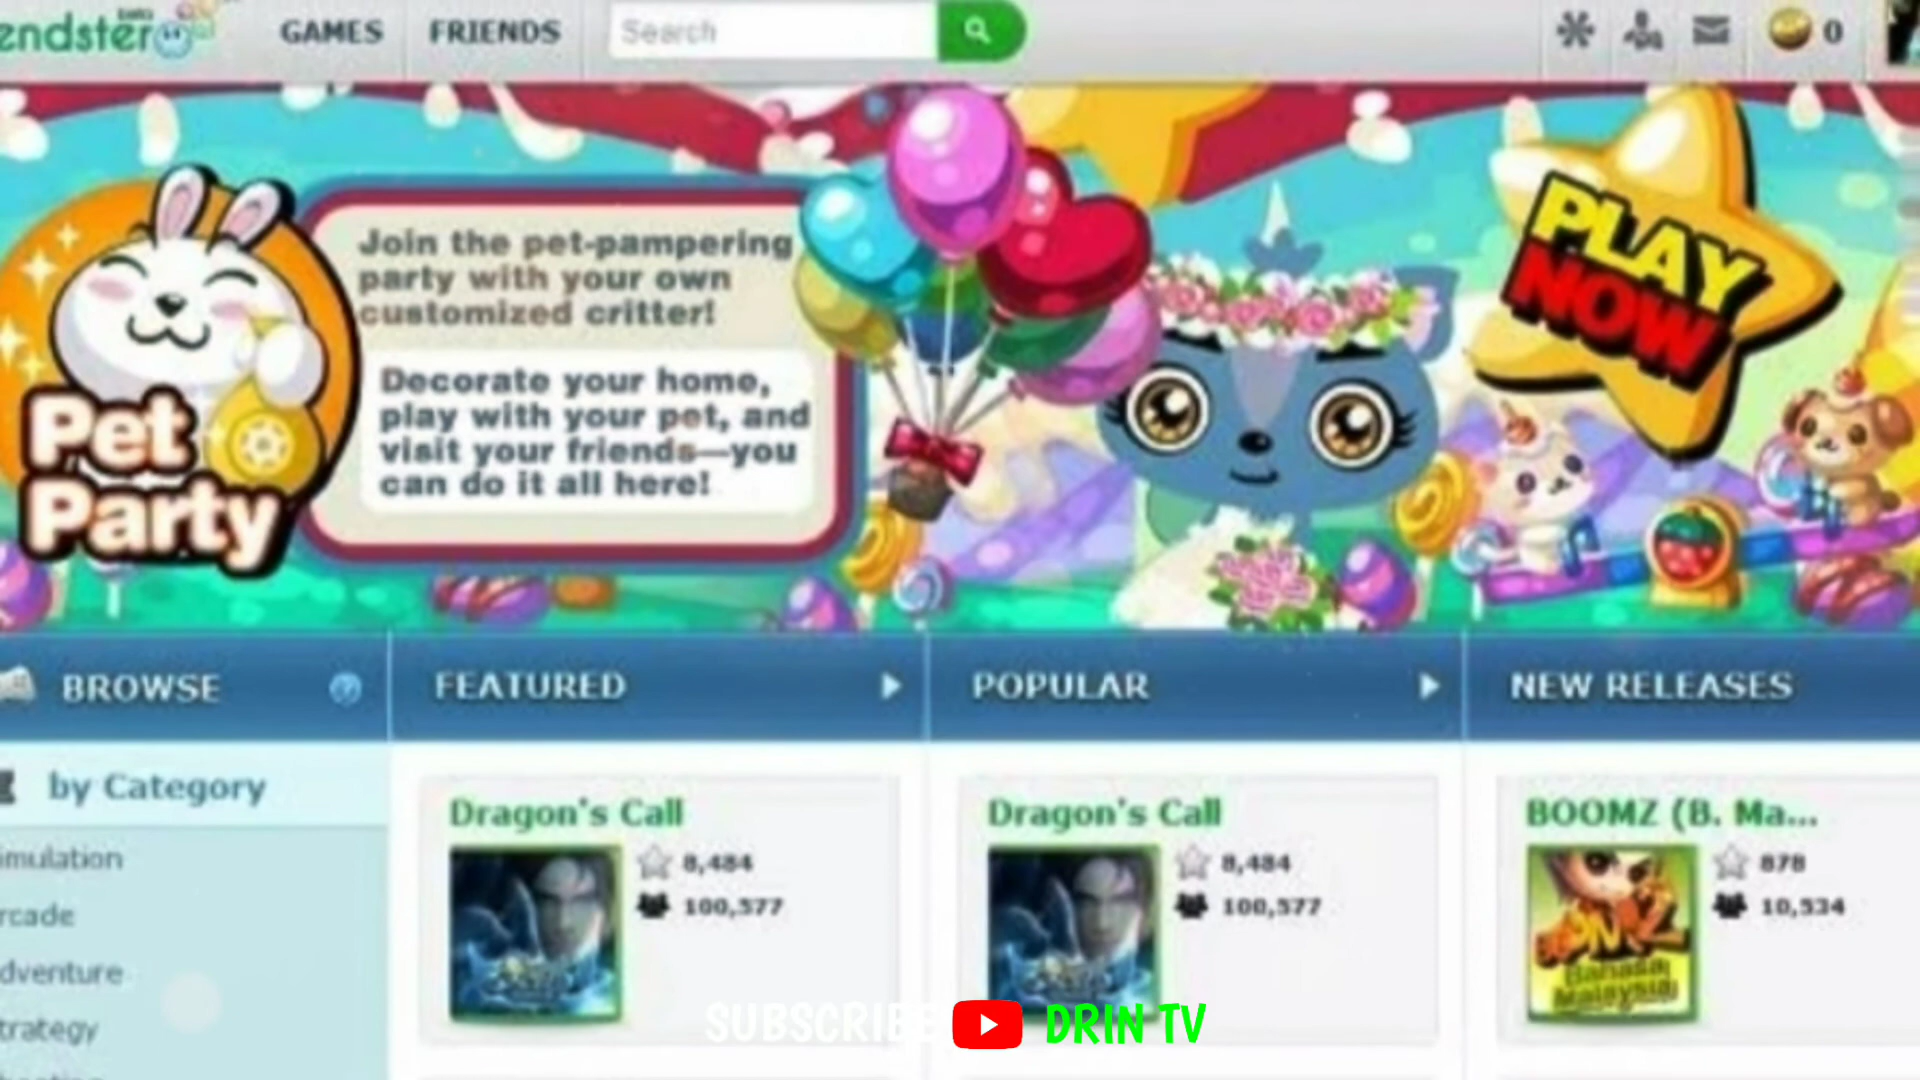 endster
GAMES
FRIENDS
Search
0
PLAY
NOW
Join the pet-pampering
party with your own
customized critter!
Decorate your home,
play with your pet, and
visit your friends—you
can do it all here!
Pet
Party
BROWSE
FEATURED
POPULAR
NEW RELEASES
by Category
imulation
rcade
dventure
trategy
Dragon's Call
8,484
100,577
Dragon's Call
8,484
100,577
BOOMZ (B. Ma...
878
10,534
Bahasa
Malaysia
SUBSCRIBE DRIN TV